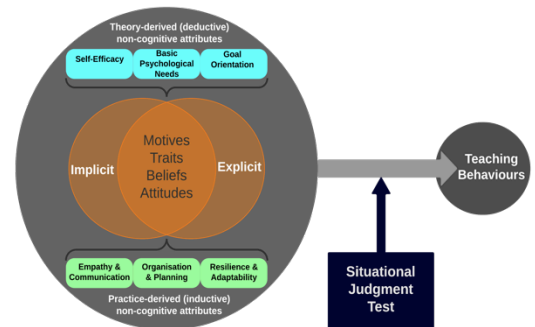 Theory-derived (deductive)
non-cognitive attributes
Self-Efficacy
Basic
Psychological
Needs
Goal
Orientation
Implicit
Motives
Traits
Beliefs
Attitudes
Explicit
Empathy &
Communication
Organisation
& Planning
Resilience &
Adaptability
Practice-derived (inductive)
non-cognitive attributes
Teaching
Behaviours
Situational
Judgment
Test